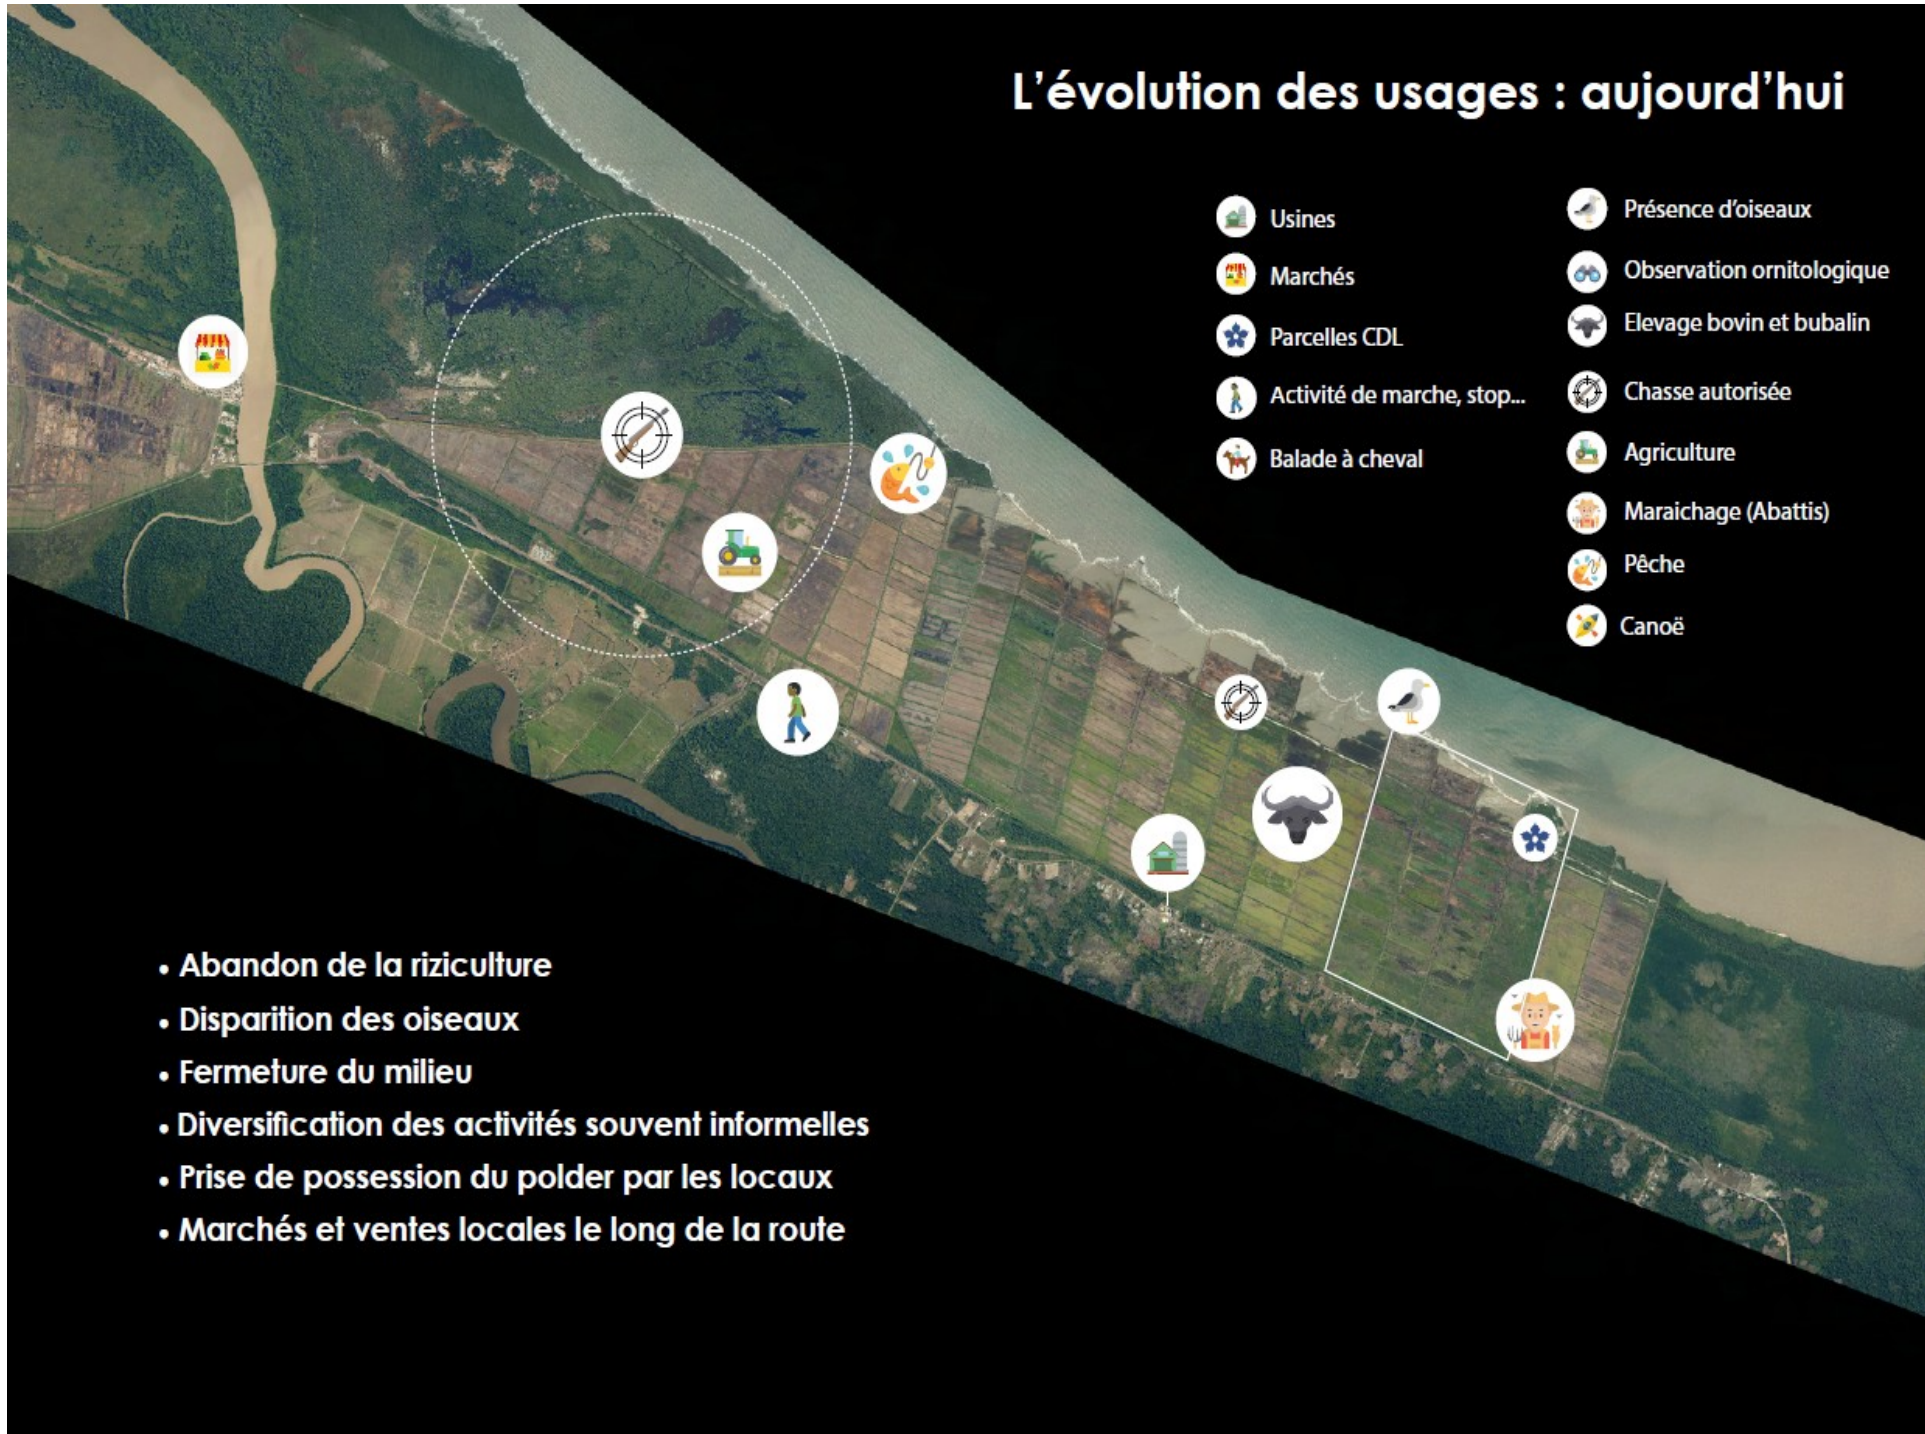 L'évolution des usages : aujourd'hui
Usines
Marchés
Parcelles CDL
Activité de marche, stop...
Balade à cheval
Présence d'oiseaux
Observation ornitologique
Elevage bovin et bubalin
Chasse autorisée
Agriculture
Maraichage (Abattis)
Pêche
Canoë
• Abandon de la riziculture
• Disparition des oiseaux
• Fermeture du milieu
• Diversification des activités souvent informelles
• Prise de possession du polder par les locaux
• Marchés et ventes locales le long de la route